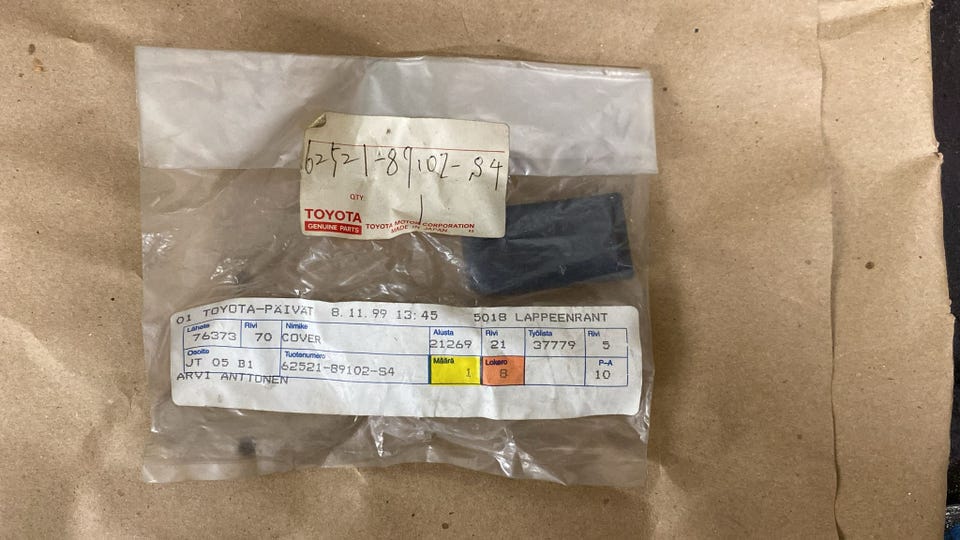 62521-89102-S4
QTY.
1
TOYOTA
GENUINE PARTS
TOYOTA MOTOR CORPORATION
MADE IN JAPAN
01 TOYOTA-PÄIVÄT 8.11.99 13:45 5018 LAPPEENRANT
Lähete Rivi Nimike Alusta Rivi Työlista Rivi
76373 70 COVER 21269 21 37779 5
Osoite Tuotenumero Määrä Lokero P-A
JT 05 B1 62521-89102-S4 1 8 10
ARVI ANTTONEN